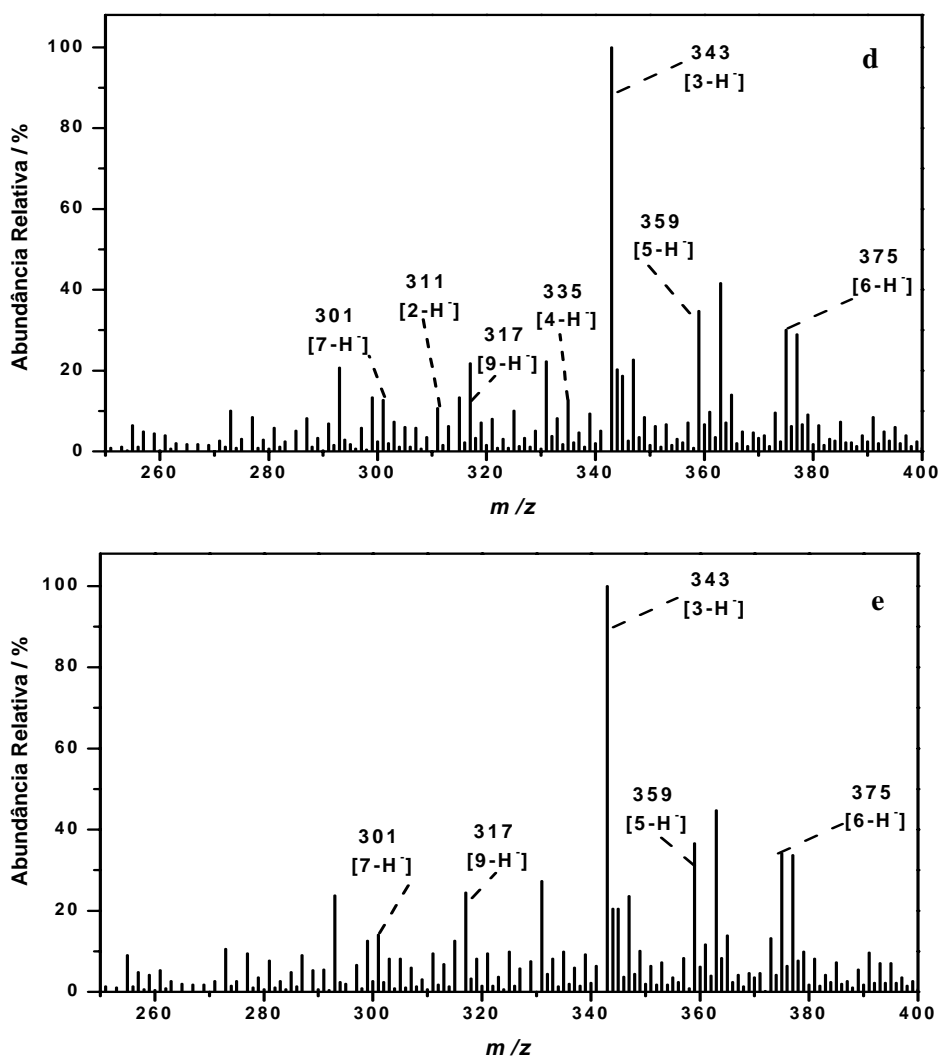 d
343
[3-H⁻]
359
[5-H⁻]
375
[6-H⁻]
311
[2-H⁻]
335
[4-H⁻]
301
[7-H⁻]
317
[9-H⁻]
Abundância Relativa / %
100
80
60
40
20
0
260 280 300 320 340 360 380 400
m /z
e
343
[3-H⁻]
359
[5-H⁻]
375
[6-H⁻]
301
[7-H⁻]
317
[9-H⁻]
Abundância Relativa / %
100
80
60
40
20
0
260 280 300 320 340 360 380 400
m /z